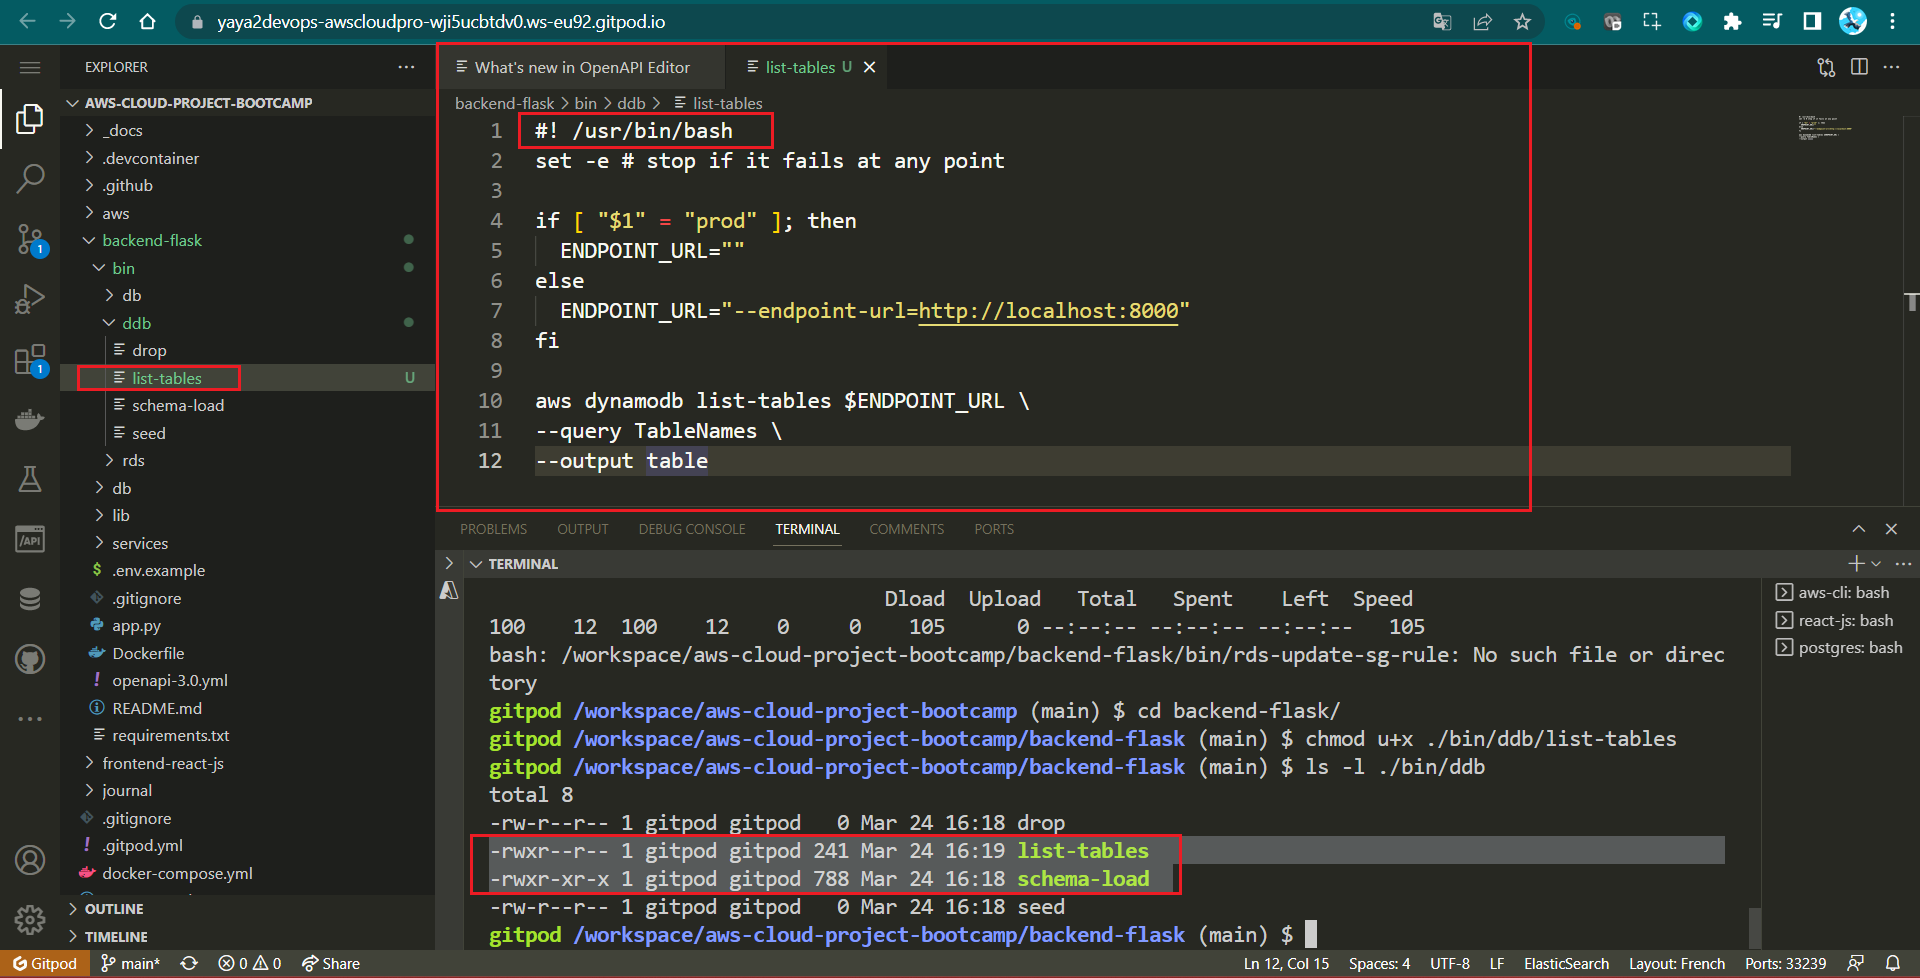 yaya2devops-awscloudpro-wji5ucbtdv0.ws-eu92.gitpod.io
EXPLORER
AWS-CLOUD-PROJECT-BOOTCAMP
_docs
.devcontainer
.github
aws
backend-flask
bin
db
ddb
drop
list-tables U
schema-load
seed
rds
db
lib
services
.env.example
.gitignore
app.py
Dockerfile
openapi-3.0.yml
README.md
requirements.txt
frontend-react-js
journal
.gitignore
.gitpod.yml
docker-compose.yml
OUTLINE
TIMELINE
1
1
What's new in OpenAPI Editor
list-tables U
backend-flask > bin > ddb > list-tables
1 #! /usr/bin/bash
2 set -e # stop if it fails at any point
3
4 if [ "$1" = "prod" ]; then
5 ENDPOINT_URL=""
6 else
7 ENDPOINT_URL="--endpoint-url=http://localhost:8000"
8 fi
9
10 aws dynamodb list-tables $ENDPOINT_URL \
11 --query TableNames \
12 --output table
PROBLEMS OUTPUT DEBUG CONSOLE TERMINAL COMMENTS PORTS
TERMINAL
Dload Upload Total Spent Left Speed
100 12 100 12 0 0 105 0 --:--:-- --:--:-- --:--:-- 105
bash: /workspace/aws-cloud-project-bootcamp/backend-flask/bin/rds-update-sg-rule: No such file or direc
tory
gitpod /workspace/aws-cloud-project-bootcamp (main) $ cd backend-flask/
gitpod /workspace/aws-cloud-project-bootcamp/backend-flask (main) $ chmod u+x ./bin/ddb/list-tables
gitpod /workspace/aws-cloud-project-bootcamp/backend-flask (main) $ ls -l ./bin/ddb
total 8
-rw-r--r-- 1 gitpod gitpod 0 Mar 24 16:18 drop
-rwxr--r-- 1 gitpod gitpod 241 Mar 24 16:19 list-tables
-rwxr-xr-x 1 gitpod gitpod 788 Mar 24 16:18 schema-load
-rw-r--r-- 1 gitpod gitpod 0 Mar 24 16:18 seed
gitpod /workspace/aws-cloud-project-bootcamp/backend-flask (main) $
aws-cli: bash
react-js: bash
postgres: bash
Gitpod main* 0 0 Share Ln 12, Col 15 Spaces: 4 UTF-8 LF ElasticSearch Layout: French Ports: 33239